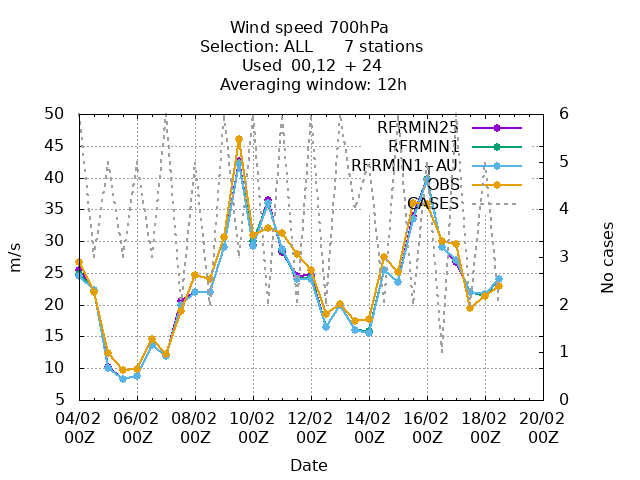 Wind speed 700hPa
Selection: ALL 7 stations
Used 00,12 + 24
Averaging window: 12h
50
45
40
35
30
25
20
15
10
5
m/s
6
5
4
3
2
1
0
No cases
RFRMIN25
RFRMIN1
RFRMIN1+AU
OBS
CASES
04/02 06/02 08/02 10/02 12/02 14/02 16/02 18/02 20/02
00Z 00Z 00Z 00Z 00Z 00Z 00Z 00Z 00Z
Date